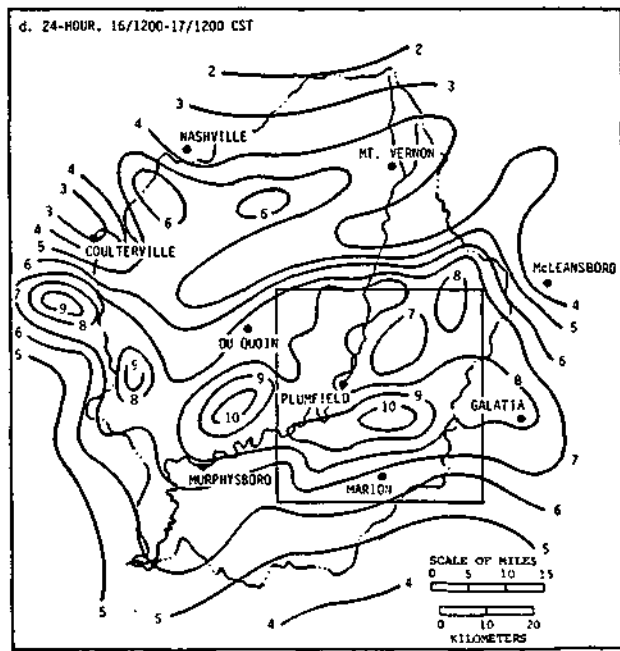 d. 24-HOUR, 16/1200-17/1200 CST
2
2
3
3
4
NASHVILLE
MT. VERNON
4
3
6
6
3
4
COULTERVILLE
5
6
McLEANSBORO
7
9
8
8
4
5
6
DU QUOIN
7
6
5
9
8
9
8
PLUMFIELD
9
10
10
GALATIA
7
MURPHYSBORO
MARION
6
5
SCALE OF MILES
0 5 10 15
5
4
4
0 10 20
KILOMETERS